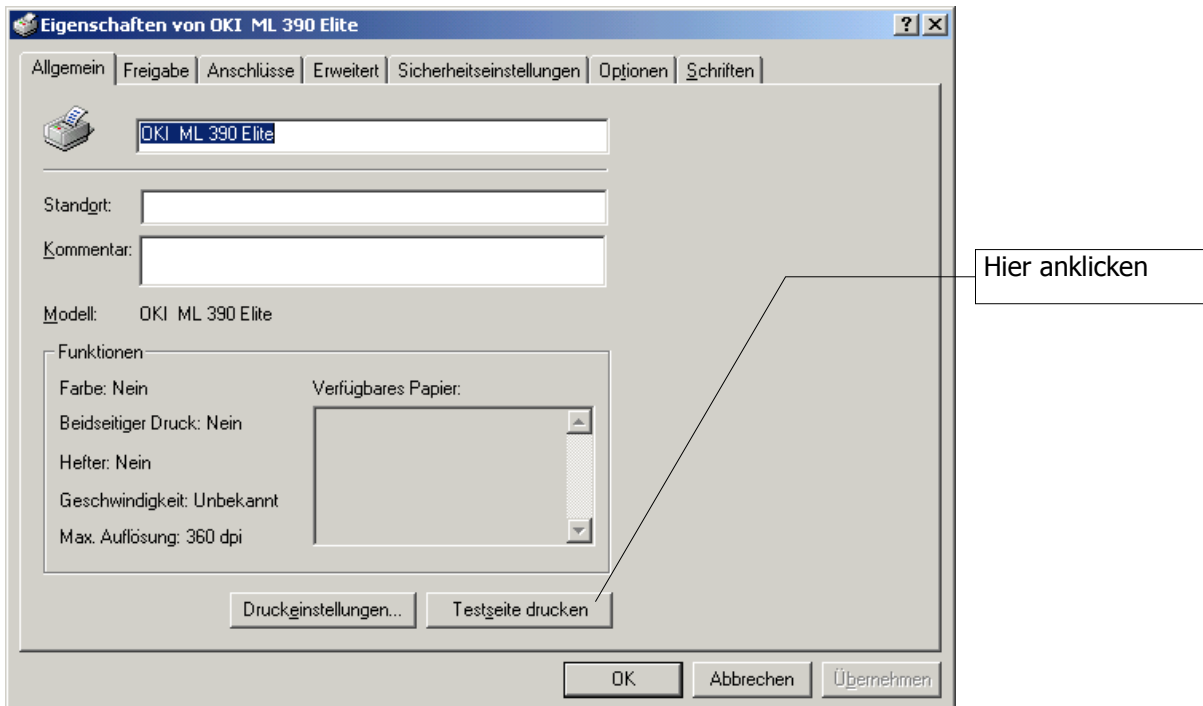 Eigenschaften von OKI ML 390 Elite
Allgemein Freigabe Anschlüsse Erweitert Sicherheitseinstellungen Optionen Schriften
OKI ML 390 Elite
Standort:
Kommentar:
Hier anklicken
Modell: OKI ML 390 Elite
Funktionen
Farbe: Nein Verfügbares Papier:
Beidseitiger Druck: Nein
Hefter: Nein
Geschwindigkeit: Unbekannt
Max. Auflösung: 360 dpi
Druckeinstellungen... Testseite drucken
OK Abbrechen Übernehmen